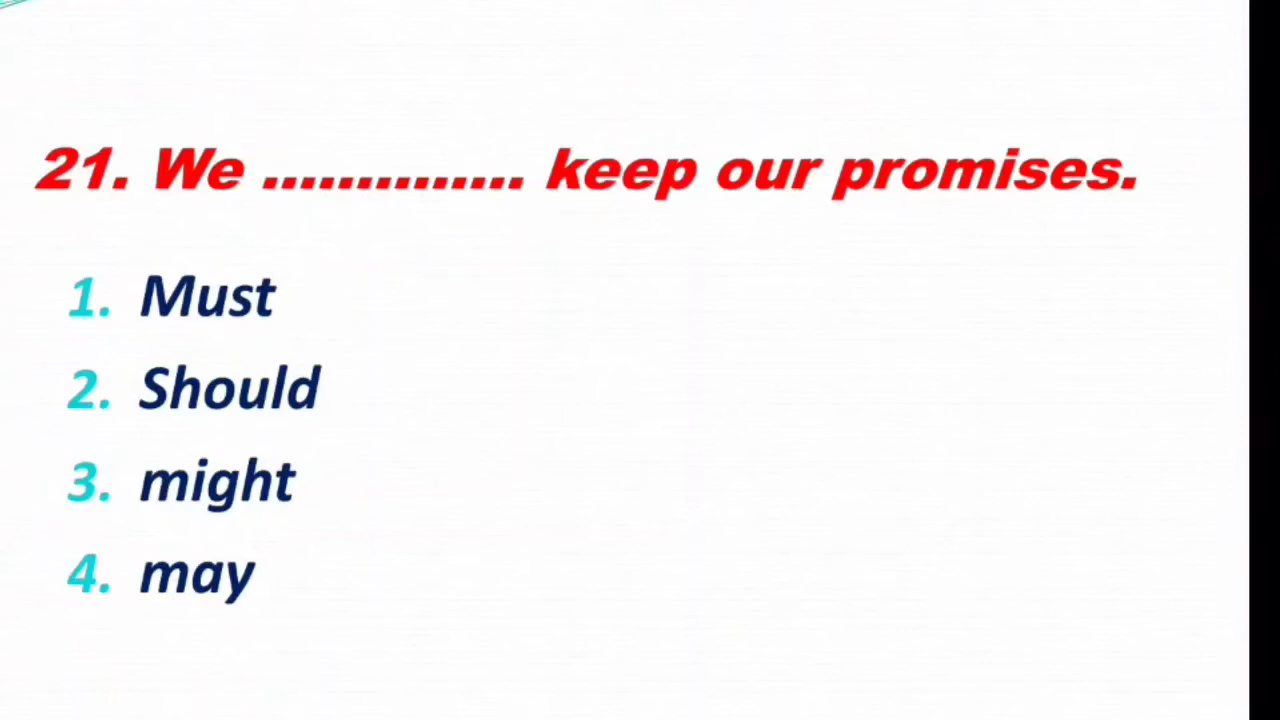 21. We .............. keep our promises.
1. Must
2. Should
3. might
4. may